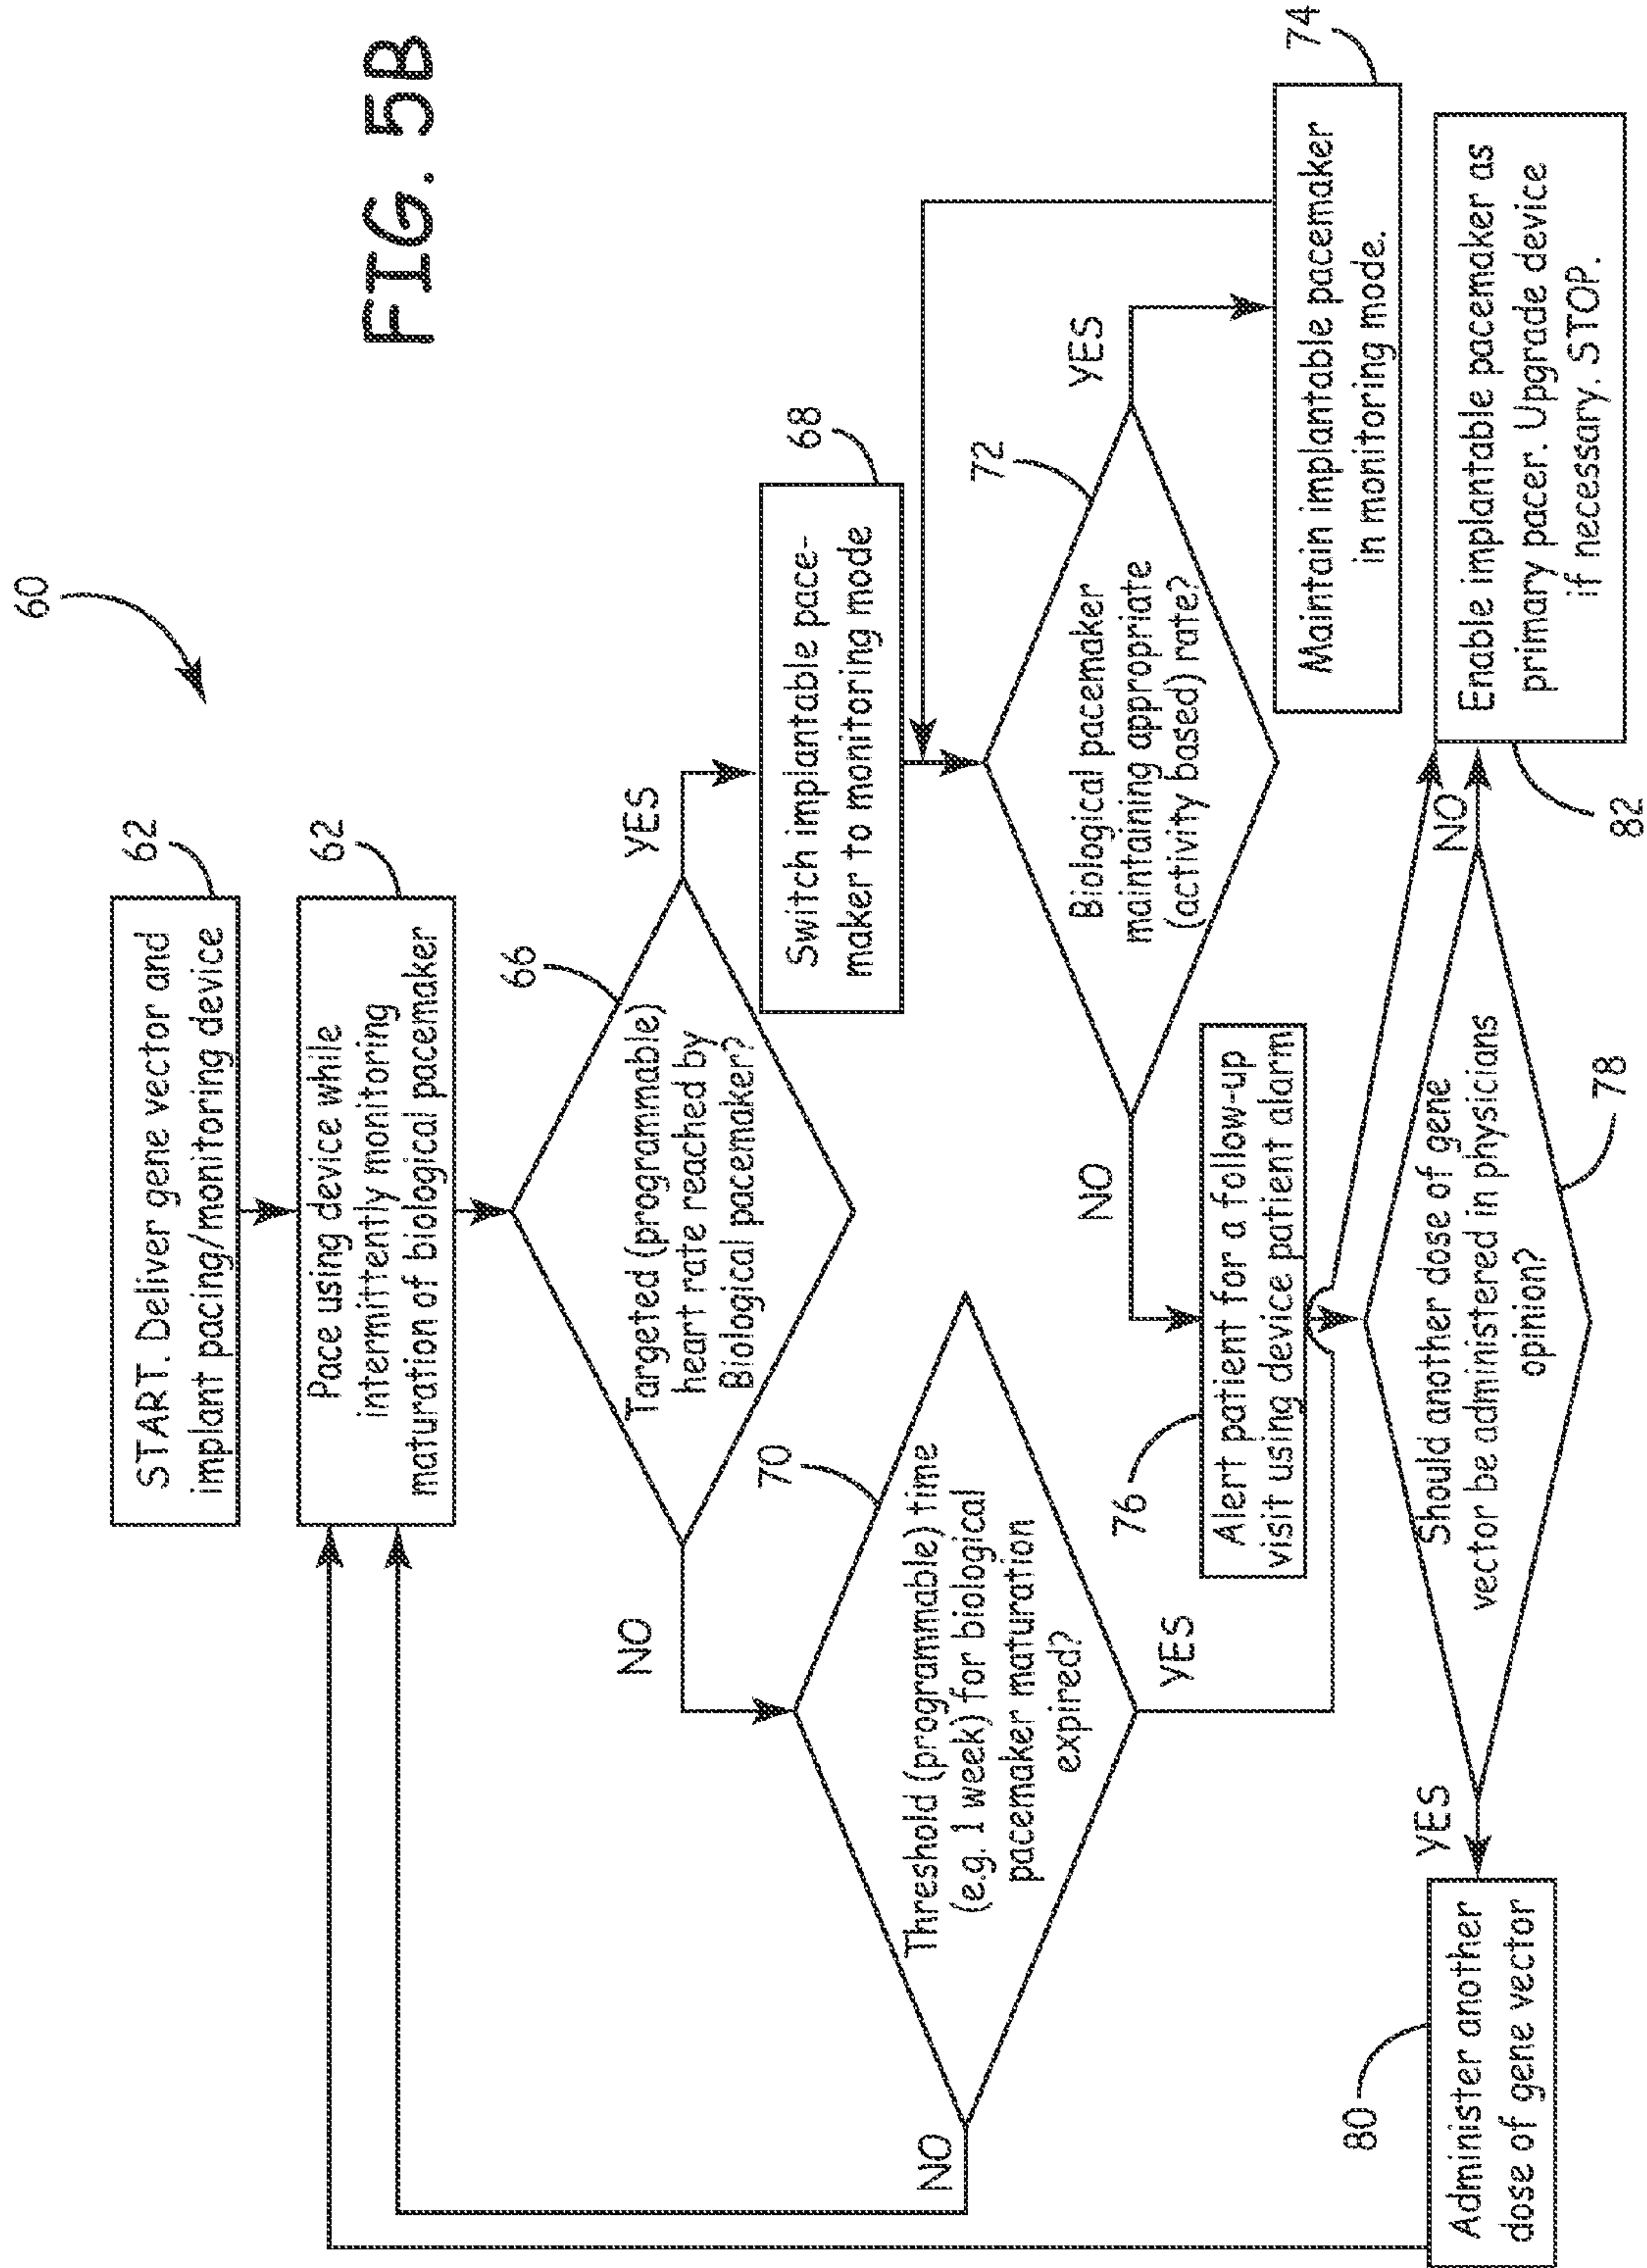 60
START. Deliver gene vector and
implant pacing/monitoring device
62
Pace using device while
intermittently monitoring
maturation of biological pacemaker
62
FIG. 5B
Targeted (programmable)
heart rate reached by
Biological pacemaker?
66
NO
YES
Switch implantable pace-
maker to monitoring mode
68
Threshold (programmable) time
(e.g. 1 week) for biological
pacemaker maturation
expired?
70
NO
YES
Biological pacemaker
maintaining appropriate
(activity based) rate?
72
NO
YES
Alert patient for a follow-up
visit using device patient alarm
76
Maintain implantable pacemaker
in monitoring mode.
74
Should another dose of gene
vector be administered in physicians
opinion?
78
YES
NO
Administer another
dose of gene vector
80
Enable implantable pacemaker as
primary pacer. Upgrade device
if necessary. STOP.
82